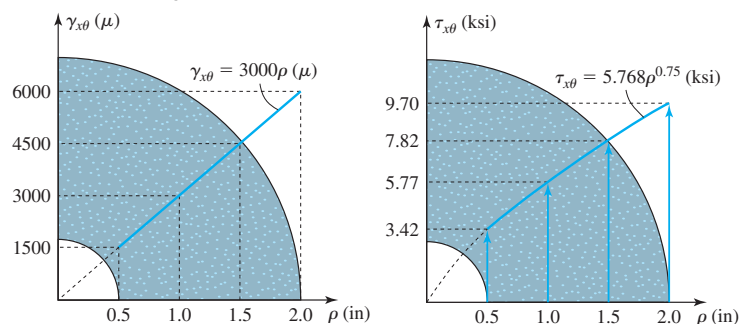 γxθ (μ)
γxθ = 3000ρ (μ)
6000
4500
3000
1500
0.5 1.0 1.5 2.0 ρ (in)
τxθ (ksi)
τxθ = 5.768ρ^0.75 (ksi)
9.70
7.82
5.77
3.42
0.5 1.0 1.5 2.0 ρ (in)